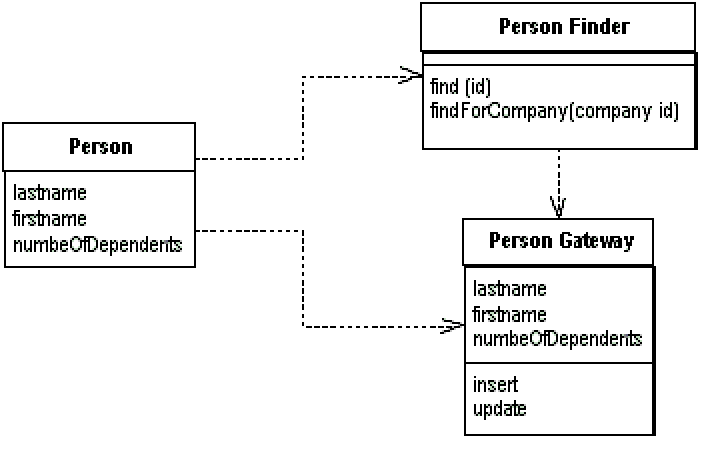 Person Finder
find (id)
findForCompany(company id)
Person
lastname
firstname
numbeOfDependents
Person Gateway
lastname
firstname
numbeOfDependents
insert
update